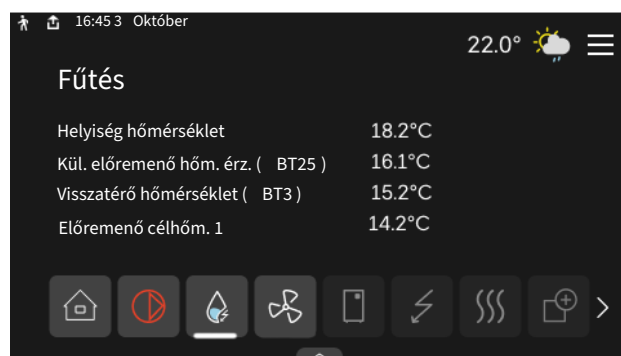 16:45 3 Október
22.0°
Fűtés
Helyiség hőmérséklet 18.2°C
Kül. előremenő hőm. érz. ( BT25 ) 16.1°C
Visszatérő hőmérséklet ( BT3 ) 15.2°C
Előremenő célhőm. 1 14.2°C